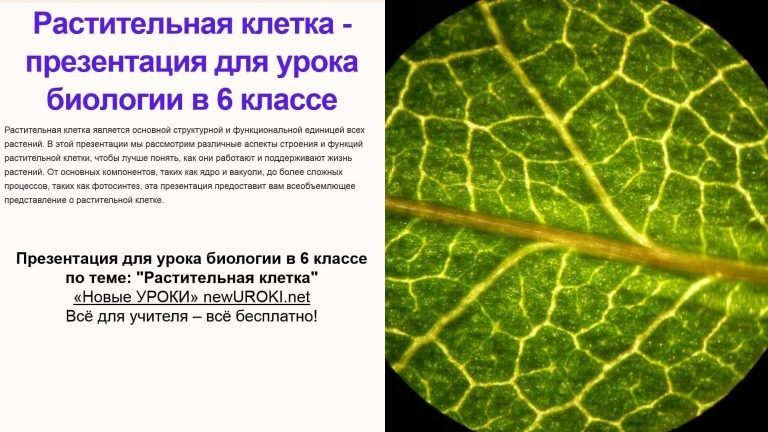 Растительная клетка -
презентация для урока
биологии в 6 классе
Растительная клетка является основной структурной и функциональной единицей всех
растений. В этой презентации мы рассмотрим различные аспекты строения и функций
растительной клетки, чтобы лучше понять, как они работают и поддерживают жизнь
растений. От основных компонентов, таких как ядро и вакуоли, до более сложных
процессов, таких как фотосинтез, эта презентация предоставит вам всеобъемлющее
представление о растительной клетке.
Презентация для урока биологии в 6 классе
по теме: "Растительная клетка"
«Новые УРОКИ» newUROKI.net
Всё для учителя – всё бесплатно!